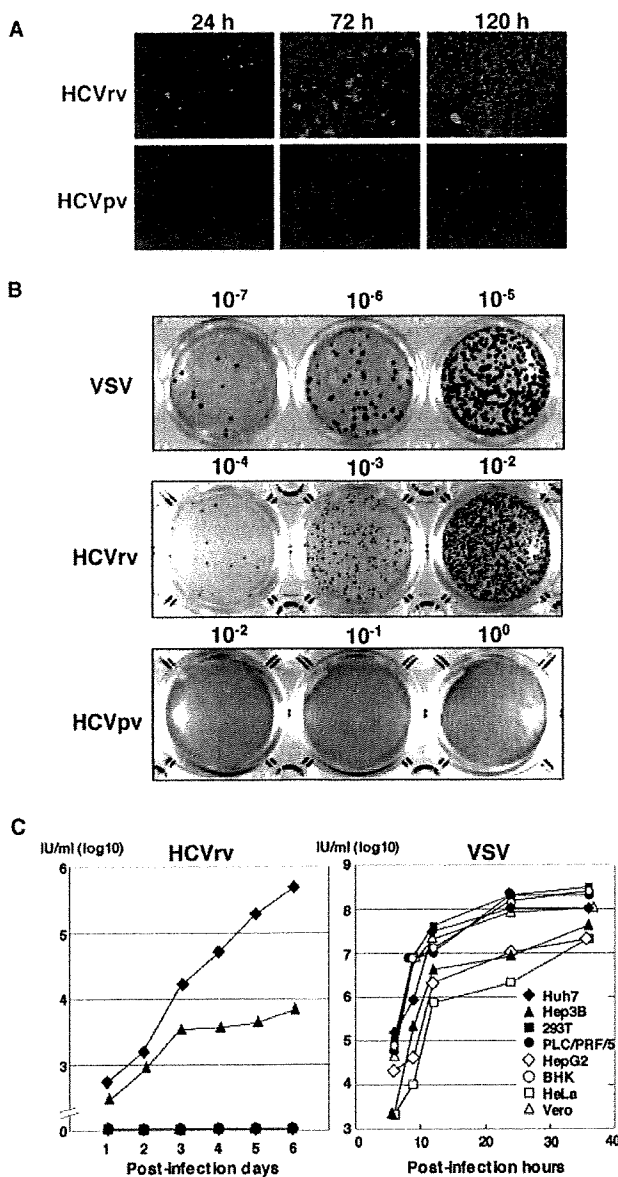 A
24 h 72 h 120 h
HCVrv
HCVpv
B
10-7 10-6 10-5
VSV
10-4 10-3 10-2
HCVrv
10-2 10-1 100
HCVpv
C
IU/ml (log10) HCVrv IU/ml (log10) VSV
6
5
4
3
0
1 2 3 4 5 6
Post-infection days
9
8
7
6
5
4
3
0 10 20 30 40
Post-infection hours
Huh7
Hep3B
293T
PLC/PRF/5
HepG2
BHK
HeLa
Vero